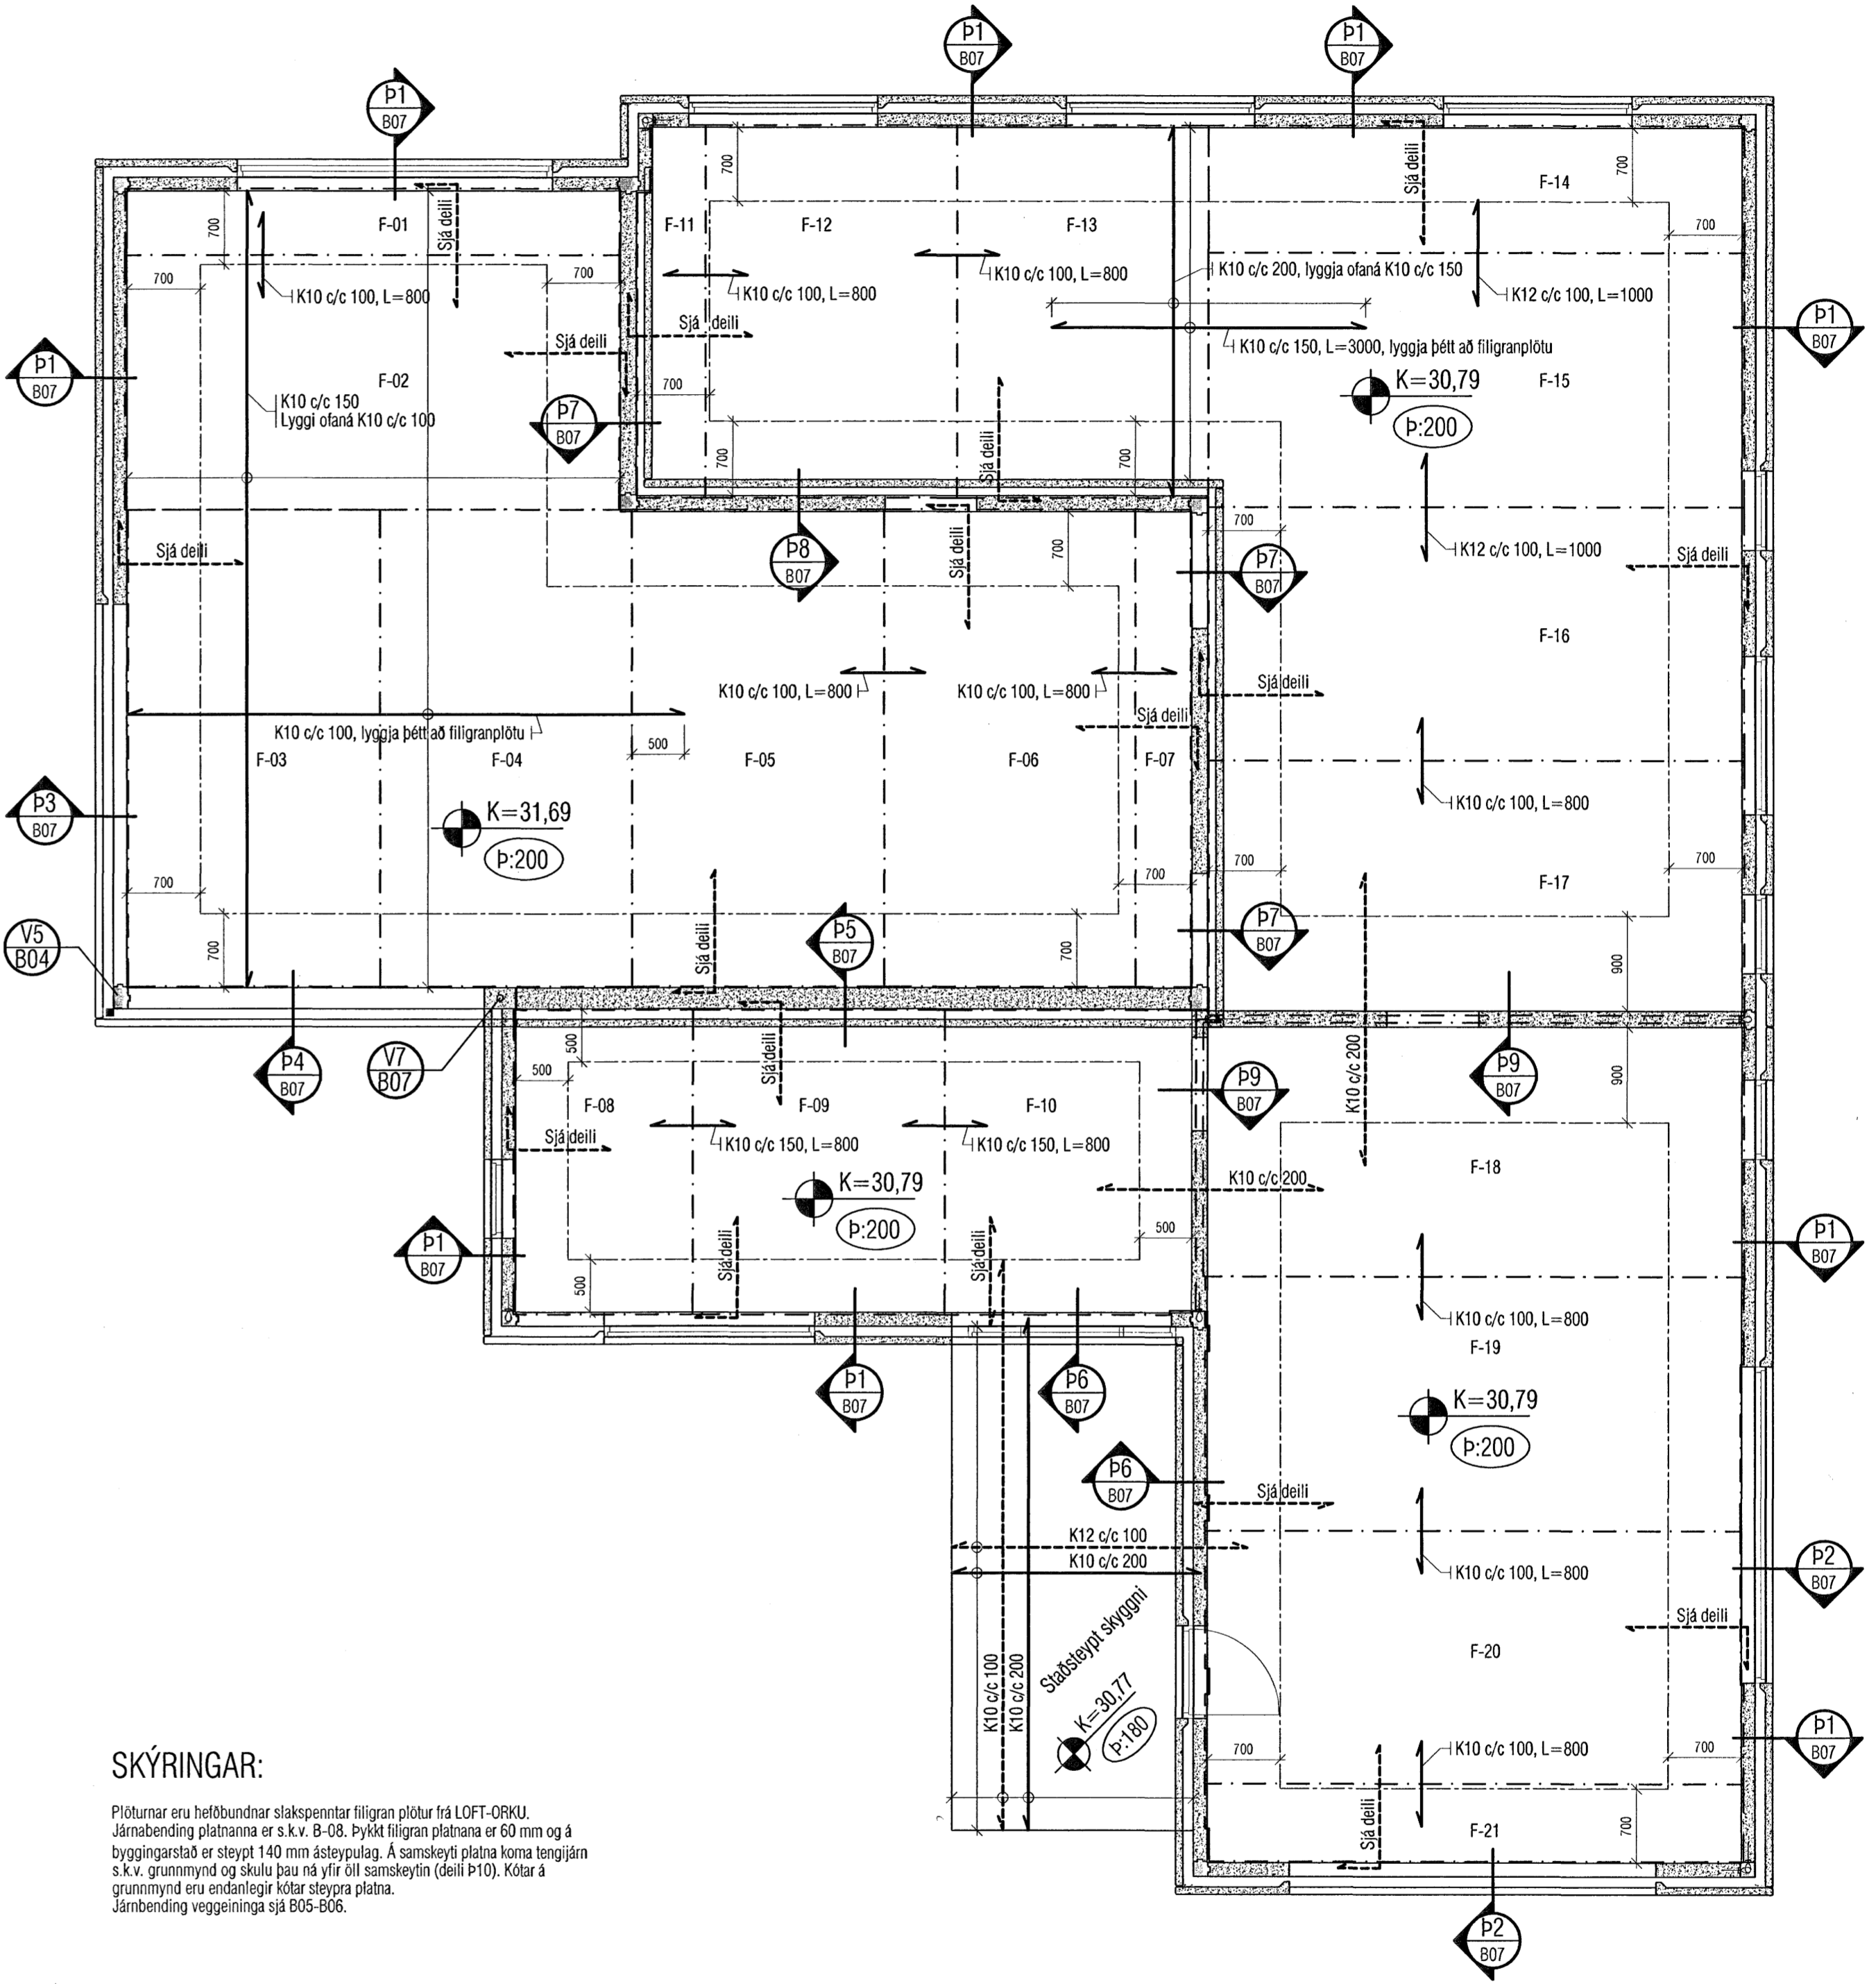 Þ1
B07
Þ1
B07
Þ1
B07
700
Sjá deili
F-14
700
F-01
Sjá deili
F-11
F-12
F-13
700
700
700
700
K10 c/c 100, L=800
K10 c/c 200, lyggja ofaná K10 c/c 150
K10 c/c 100, L=800
K10 c/c 100, L=800
K12 c/c 100, L=1000
Sjá deili
Þ1
B07
Sjá deili
K10 c/c 150, L=3000, lyggja þétt að filigranplötu
Þ1
B07
F-02
700
K=30,79
F-15
Þ:200
K10 c/c 150
Lyggi ofaná K10 c/c 100
Þ7
B07
700
Sjá deili
700
700
Sjá deili
Sjá deili
700
Þ8
B07
Þ7
B07
K12 c/c 100, L=1000
Sjá deili
F-16
K10 c/c 100, L=800
K10 c/c 100, L=800
Sjá deili
Sjá deili
K10 c/c 100, lyggja þétt að filigranplötu
500
F-03
F-04
F-05
F-06
F-07
Þ3
B07
K=31,69
Þ:200
K10 c/c 100, L=800
700
700
700
700
F-17
V5
B04
700
Sjá deili
Þ5
B07
700
Þ7
B07
900
Þ4
B07
V7
B07
500
500
Sjá deili
Þ9
B07
K10 c/c 200
Þ9
B07
900
F-08
F-09
F-10
Sjá deili
K10 c/c 150, L=800
K10 c/c 150, L=800
F-18
K=30,79
Þ:200
K10 c/c 200
Þ1
B07
500
Sjá deili
Sjá deili
500
Þ1
B07
K10 c/c 100, L=800
F-19
Þ1
B07
Þ6
B07
K=30,79
Þ:200
Þ6
B07
Sjá deili
K12 c/c 100
K10 c/c 200
K10 c/c 100, L=800
Þ2
B07
Staðsteypt skyggni
Sjá deili
F-20
K10 c/c 100
K10 c/c 200
K=30,77
Þ:180
Þ1
B07
700
K10 c/c 100, L=800
700
Sjá deili
F-21
700
Þ2
B07
SKÝRINGAR:
Plöturnar eru hefðbundnar slakspenntar filigran plötur frá LOFT-ORKU.
Járnabending platnanna er s.k.v. B-08. Þykkt filigran platnana er 60 mm og á
byggingarstað er steypt 140 mm ásteypulag. Á samskeyti platna koma tengijárn
s.k.v. grunnmynd og skulu þau ná yfir öll samskeytin (deili Þ10). Kótar á
grunnmynd eru endanlegir kótar steypra platna.
Járnbending veggeininga sjá B05-B06.